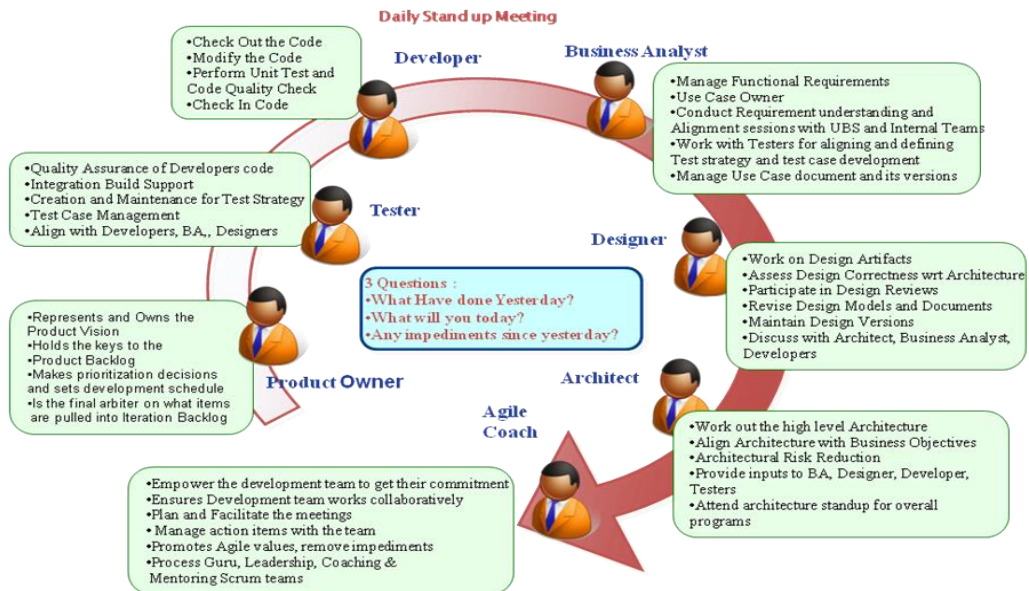 Daily Stand up Meeting
Developer
•Check Out the Code
•Modify the Code
•Perform Unit Test and
Code Quality Check
•Check In Code
Business Analyst
•Manage Functional Requirements
•Use Case Owner
•Conduct Requirement understanding and
Alignment sessions with UBS and Internal Teams
•Work with Testers for aligning and defining
Test strategy and test case development
•Manage Use Case document and its versions
•Quality Assurance of Developers code
•Integration Build Support
•Creation and Maintenance for Test Strategy
•Test Case Management
•Align with Developers, BA,, Designers
Tester
Designer
•Work on Design Artifacts
•Assess Design Correctness wrt Architecture
•Participate in Design Reviews
•Revise Design Models and Documents
•Maintain Design Versions
•Discuss with Architect, Business Analyst,
Developers
3 Questions :
•What Have done Yesterday?
•What will you today?
•Any impediments since yesterday?
•Represents and Owns the
Product Vision
•Holds the keys to the
•Product Backlog
•Makes prioritization decisions
and sets development schedule
•Is the final arbiter on what items
are pulled into Iteration Backlog
Product Owner
Architect
•Work out the high level Architecture
•Align Architecture with Business Objectives
•Architectural Risk Reduction
•Provide inputs to BA, Designer, Developer,
Testers
•Attend architecture standup for overall
programs
Agile
Coach
•Empower the development team to get their commitment
•Ensures Development team works collaboratively
•Plan and Facilitate the meetings
•Manage action items with the team
•Promotes Agile values, remove impediments
•Process Guru, Leadership, Coaching &
Mentoring Scrum teams